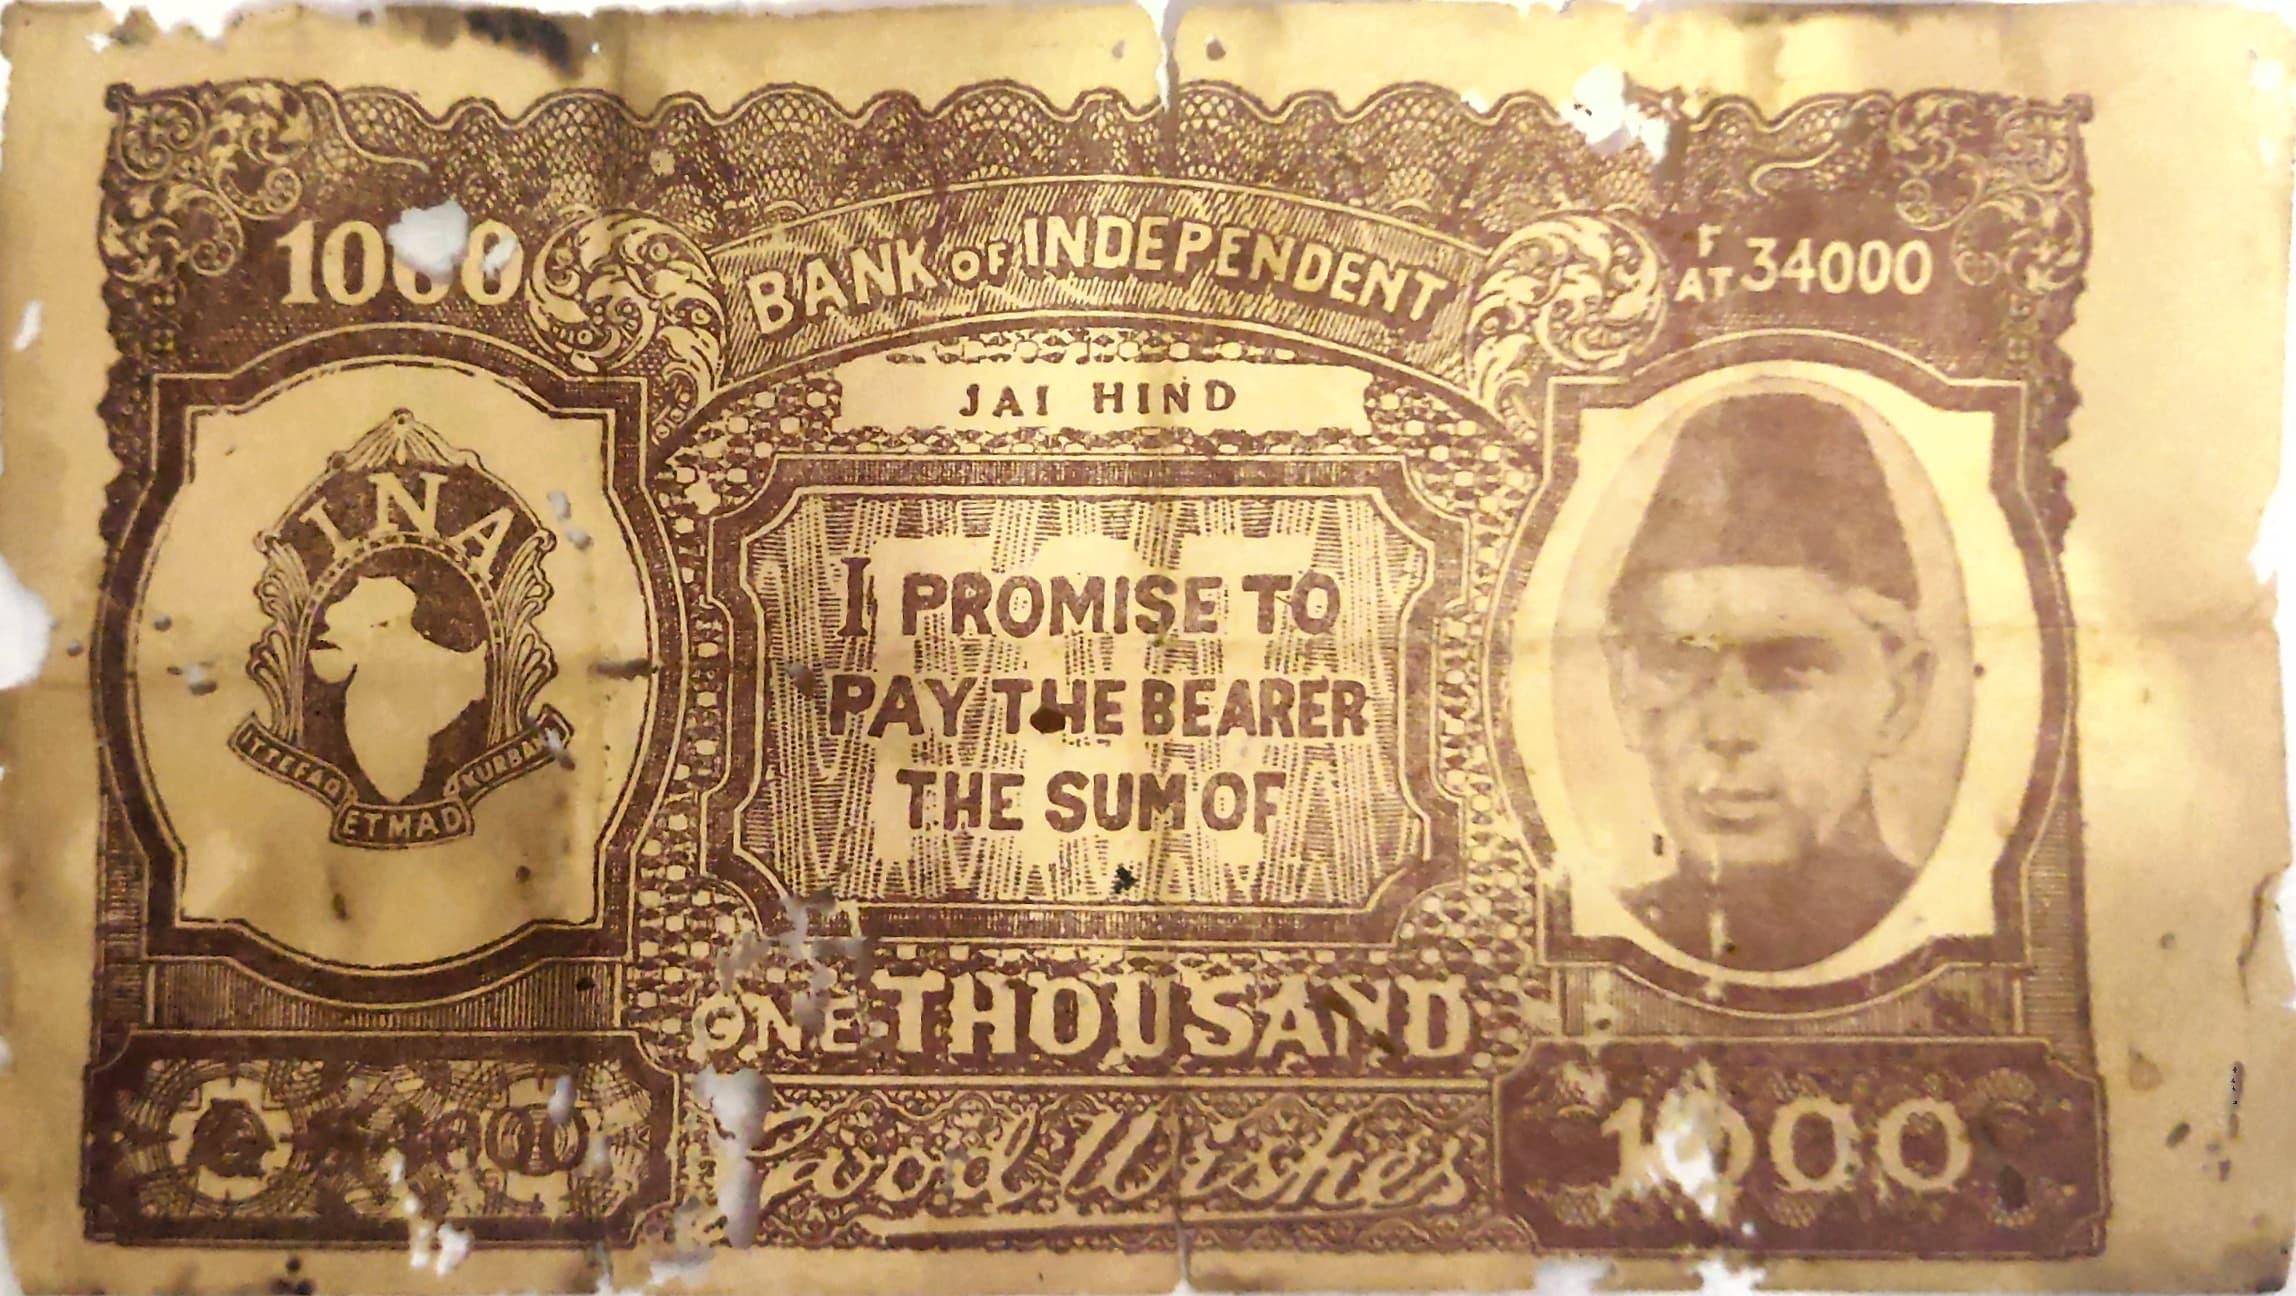 1000
BANK OF INDEPENDENT
F
AT 34000
JAI HIND
INA
ITTEFAQ
ETMAD
KURBANI
I PROMISE TO
PAY THE BEARER
THE SUM OF
ONE THOUSAND
Good Wishes
1000